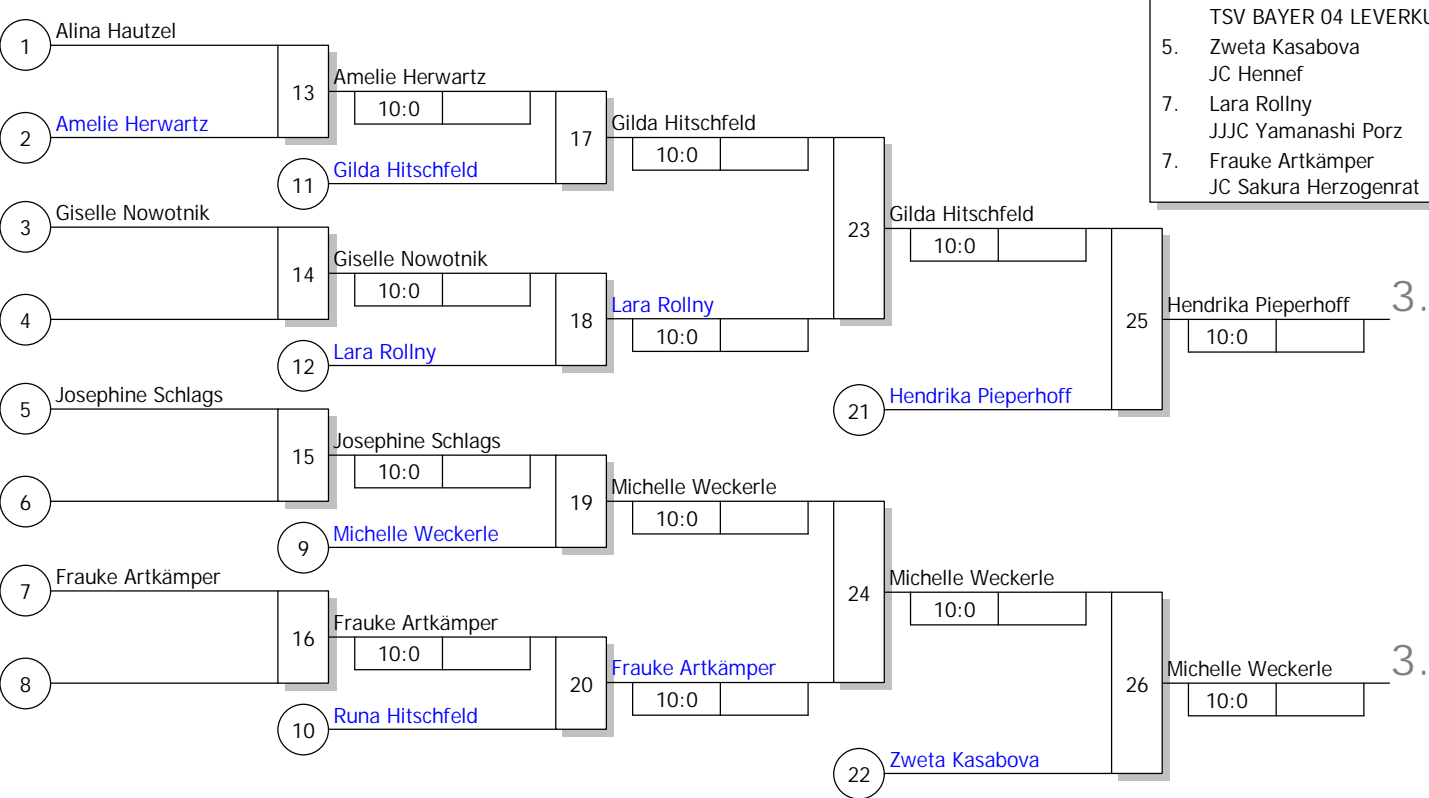 TSV BAYER 04 LEVERKU
5. Zweta Kasabova
JC Hennef
7. Lara Rollny
JJJC Yamanashi Porz
7. Frauke Artkämper
JC Sakura Herzogenrat
1 Alina Hautzel
13 Amelie Herwartz
10:0
2 Amelie Herwartz
17 Gilda Hitschfeld
10:0
11 Gilda Hitschfeld
3 Giselle Nowotnik
23 Gilda Hitschfeld
10:0
14 Giselle Nowotnik
10:0
4
18 Lara Rollny
10:0
12 Lara Rollny
25 Hendrika Pieperhoff 3.
10:0
5 Josephine Schlags
21 Hendrika Pieperhoff
15 Josephine Schlags
10:0
6
19 Michelle Weckerle
10:0
9 Michelle Weckerle
7 Frauke Artkämper
24 Michelle Weckerle
10:0
16 Frauke Artkämper
10:0
8
20 Frauke Artkämper
10:0
10 Runa Hitschfeld
26 Michelle Weckerle 3.
10:0
22 Zweta Kasabova